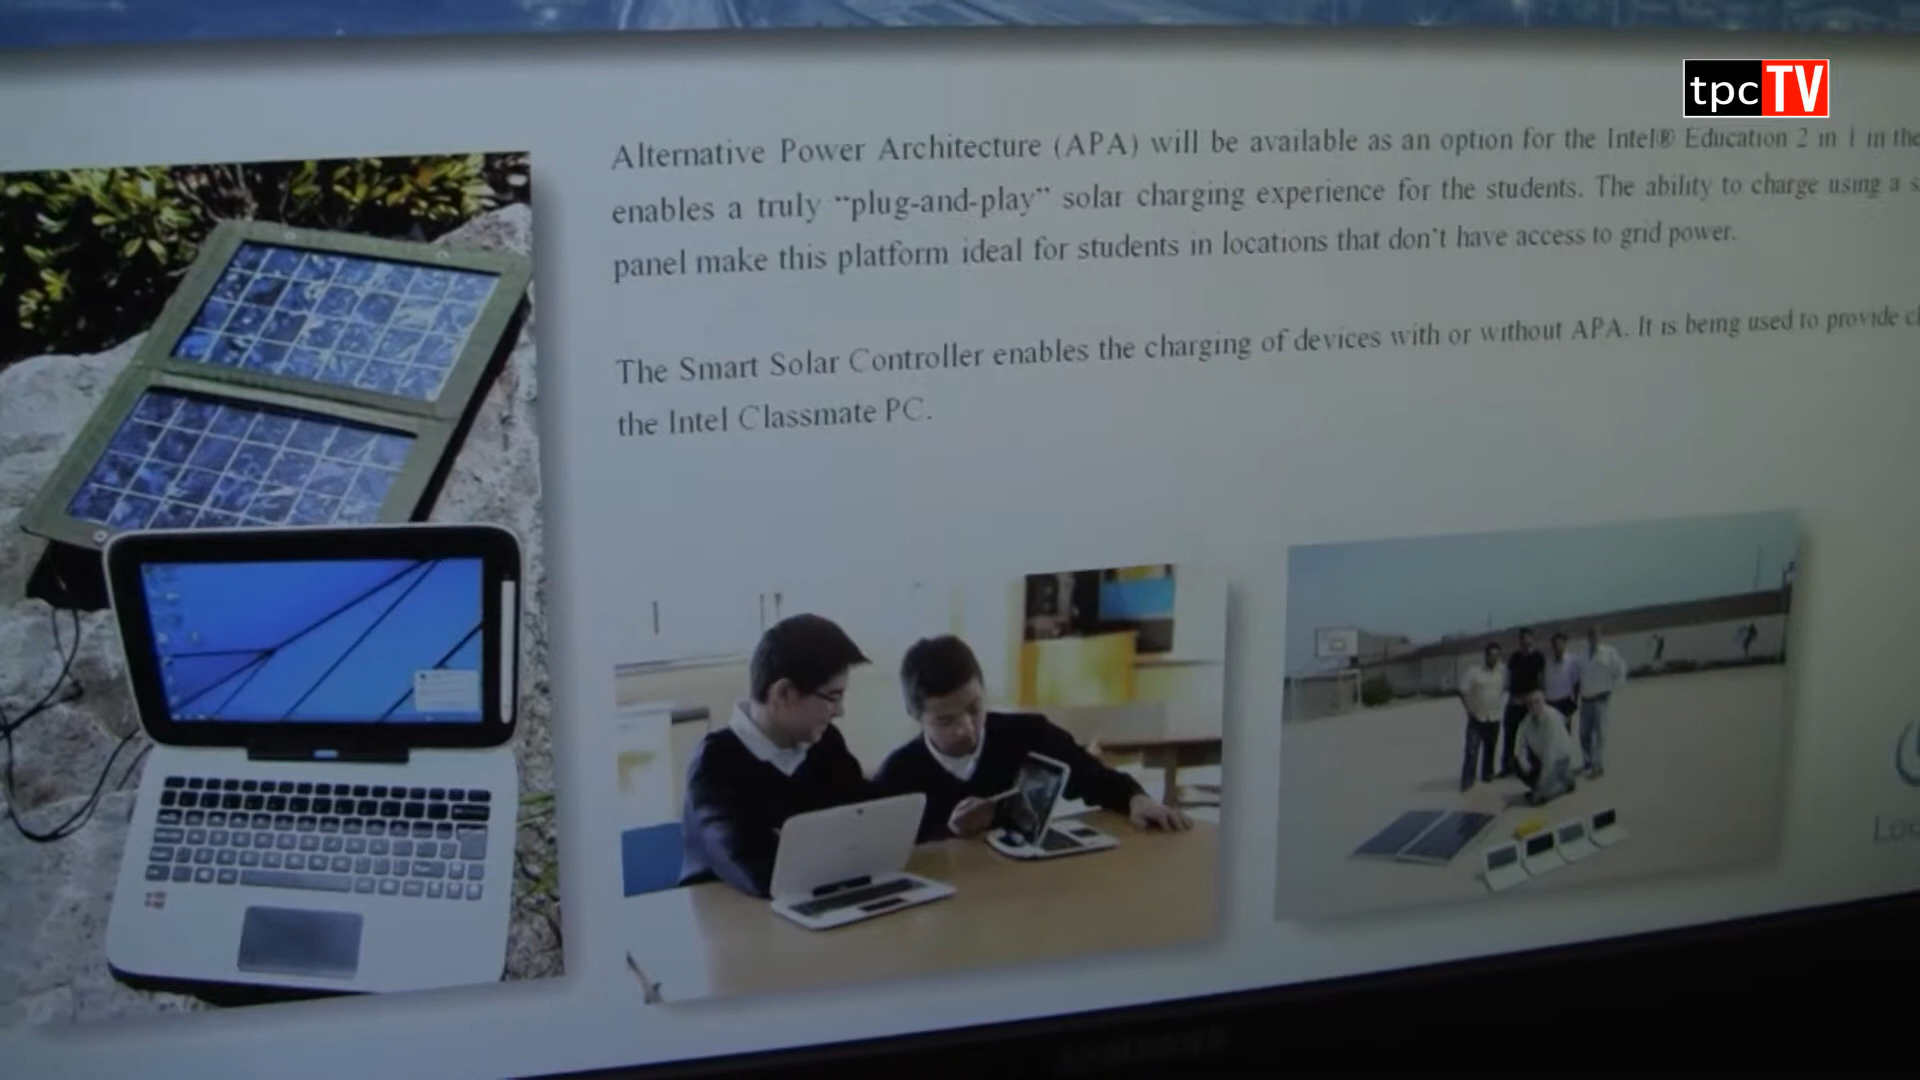 tpcTV
Alternative Power Architecture (APA) will be available as an option for the Intel® Education 2 in 1 in the
enables a truly “plug-and-play” solar charging experience for the students. The ability to charge using a
panel make this platform ideal for students in locations that don't have access to grid power.
The Smart Solar Controller enables the charging of devices with or without APA. It is being used to provide
the Intel Classmate PC.